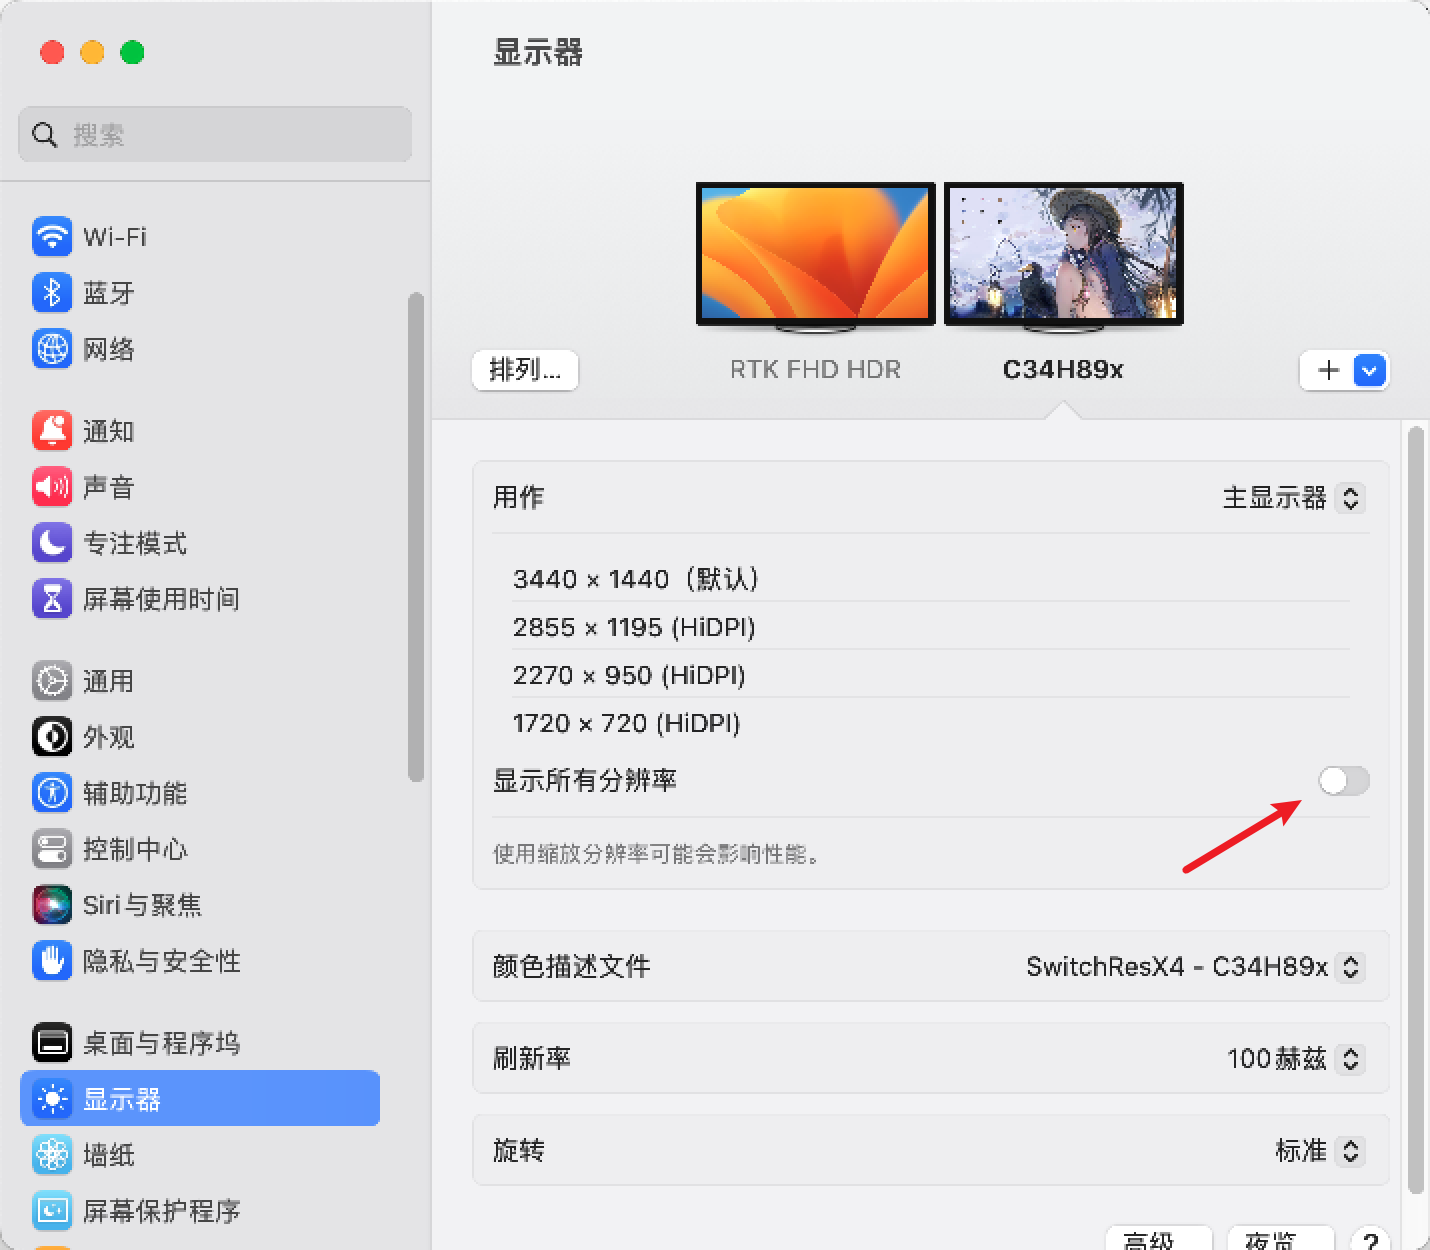 显示器
搜索
Wi-Fi
蓝牙
网络
通知
声音
专注模式
屏幕使用时间
通用
外观
辅助功能
控制中心
Siri与聚焦
隐私与安全性
桌面与程序坞
显示器
墙纸
屏幕保护程序
排列...
RTK FHD HDR
C34H89x
用作
主显示器
3440 × 1440（默认）
2855 × 1195 (HiDPI)
2270 × 950 (HiDPI)
1720 × 720 (HiDPI)
显示所有分辨率
使用缩放分辨率可能会影响性能。
颜色描述文件
SwitchResX4 - C34H89x
刷新率
100赫兹
旋转
标准
高级
夜览
?